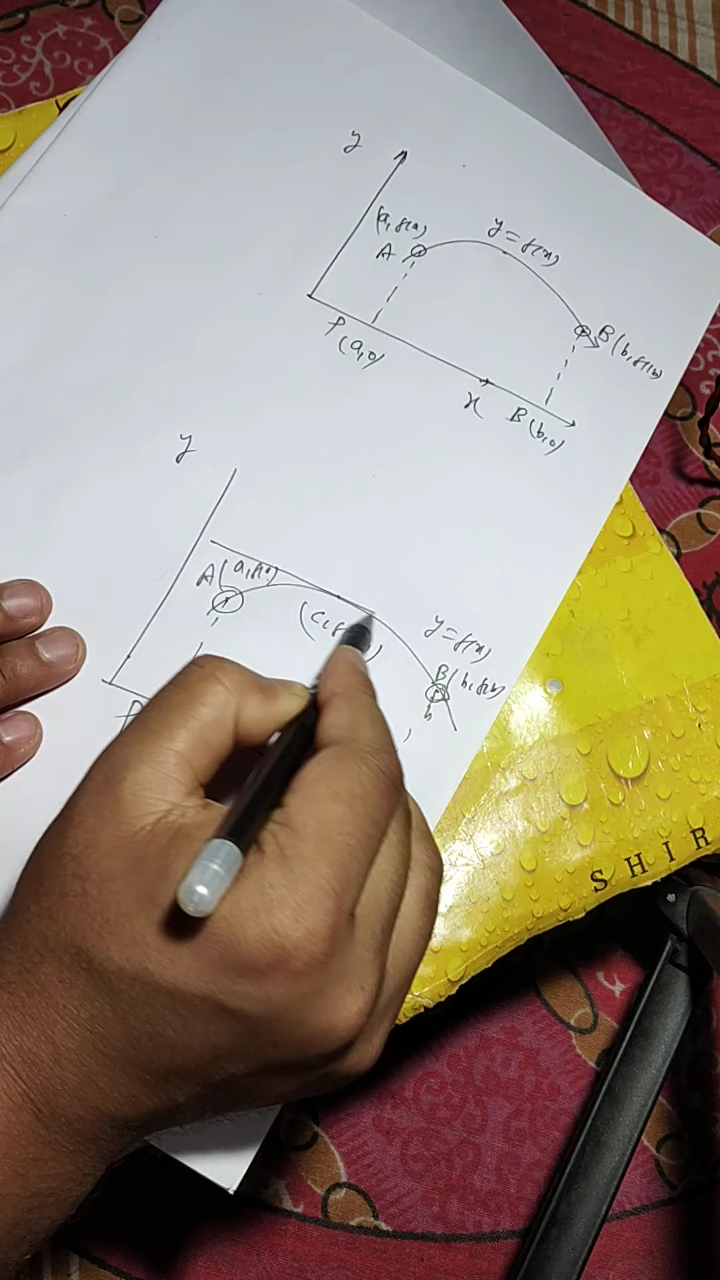 y
(a, f(a)
A
y = f(x)
B(b, f(b)
P
(a, 0)
x
B(b, 0)
y
A(a, f(a)
(c, f
y = f(x)
B(b, f(b)
b
SHIR